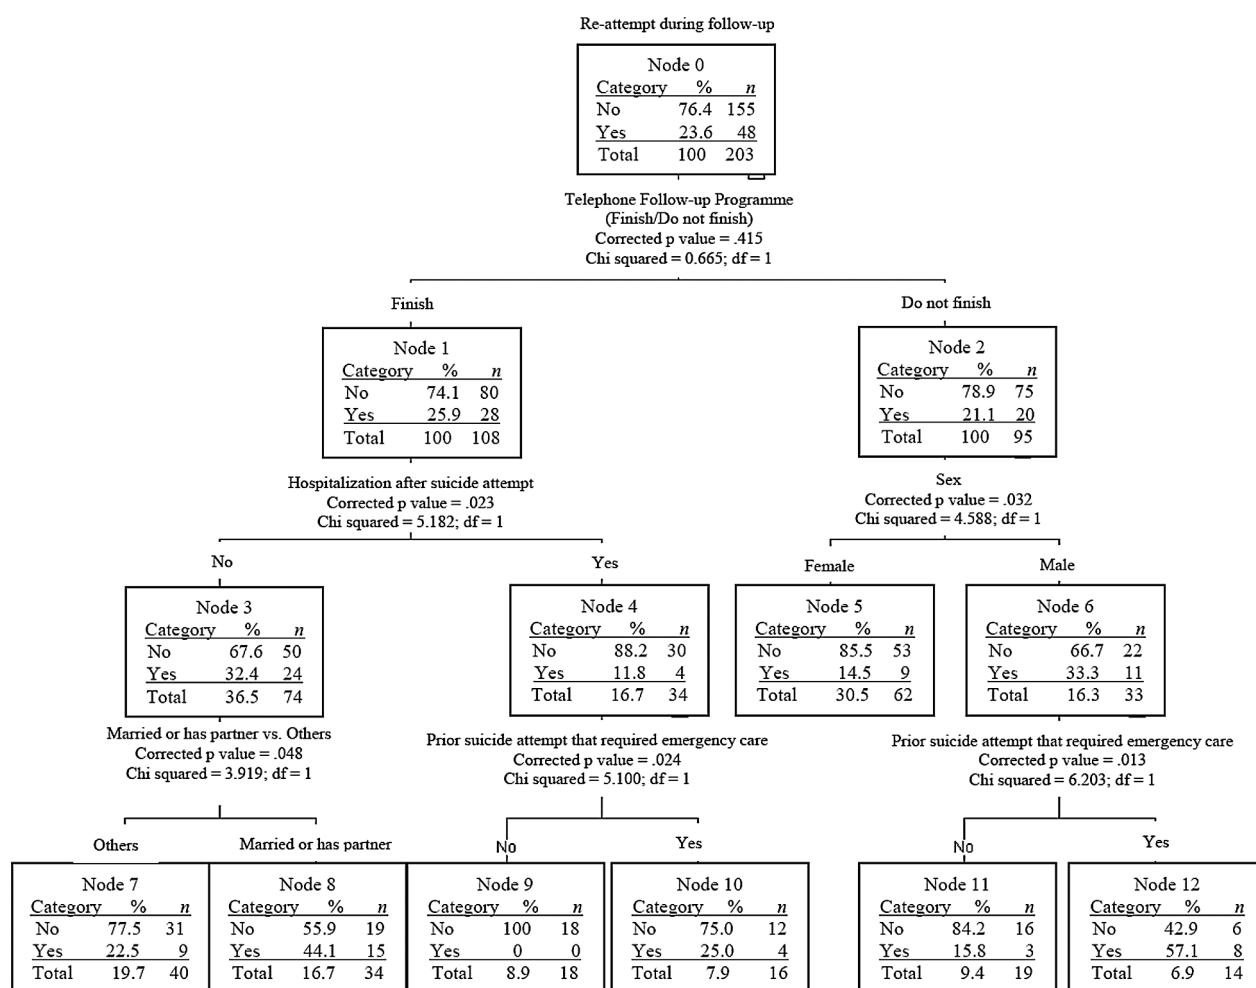 Re-attempt during follow-up
Node 0
Category % n
No 76.4 155
Yes 23.6 48
Total 100 203
Telephone Follow-up Programme
(Finish/Do not finish)
Corrected p value = .415
Chi squared = 0.665; df = 1
Finish
Node 1
Category % n
No 74.1 80
Yes 25.9 28
Total 100 108
Do not finish
Node 2
Category % n
No 78.9 75
Yes 21.1 20
Total 100 95
Hospitalization after suicide attempt
Corrected p value = .023
Chi squared = 5.182; df = 1
Sex
Corrected p value = .032
Chi squared = 4.588; df = 1
No
Node 3
Category % n
No 67.6 50
Yes 32.4 24
Total 36.5 74
Yes
Node 4
Category % n
No 88.2 30
Yes 11.8 4
Total 16.7 34
Female
Node 5
Category % n
No 85.5 53
Yes 14.5 9
Total 30.5 62
Male
Node 6
Category % n
No 66.7 22
Yes 33.3 11
Total 16.3 33
Married or has partner vs. Others
Corrected p value = .048
Chi squared = 3.919; df = 1
Prior suicide attempt that required emergency care
Corrected p value = .024
Chi squared = 5.100; df = 1
Prior suicide attempt that required emergency care
Corrected p value = .013
Chi squared = 6.203; df = 1
Others
Node 7
Category % n
No 77.5 31
Yes 22.5 9
Total 19.7 40
Married or has partner
Node 8
Category % n
No 55.9 19
Yes 44.1 15
Total 16.7 34
No
Node 9
Category % n
No 100 18
Yes 0 0
Total 8.9 18
Yes
Node 10
Category % n
No 75.0 12
Yes 25.0 4
Total 7.9 16
No
Node 11
Category % n
No 84.2 16
Yes 15.8 3
Total 9.4 19
Yes
Node 12
Category % n
No 42.9 6
Yes 57.1 8
Total 6.9 14